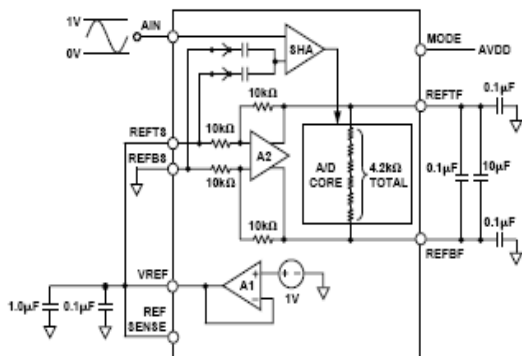 1V
0V
AIN
SHA
MODE
AVDD
10kΩ
REFTF
0.1µF
REFTS
10kΩ
REFBS
10kΩ
A2
A/D
CORE
4.2kΩ
TOTAL
0.1µF
10µF
10kΩ
0.1µF
REFBF
VREF
A1
+
−
+ −
1V
1.0µF
0.1µF
REF
SENSE